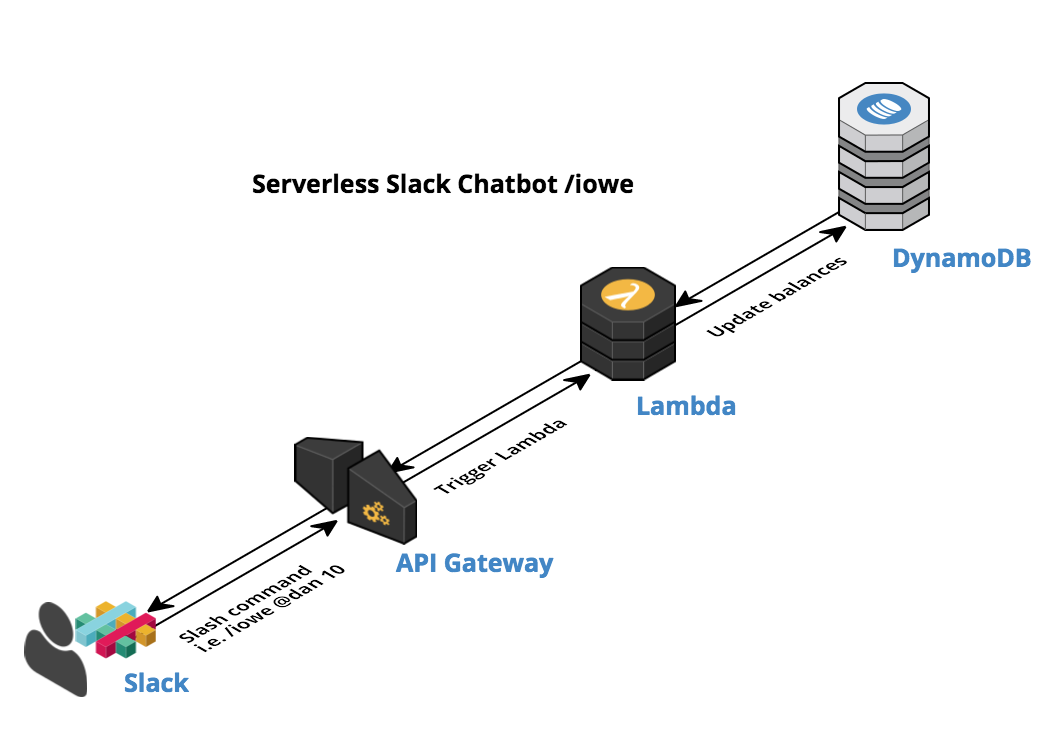 Serverless Slack Chatbot /iowe
DynamoDB
Update balances
Lambda
Trigger Lambda
API Gateway
Slash command
i.e. /iowe @dan 10
Slack